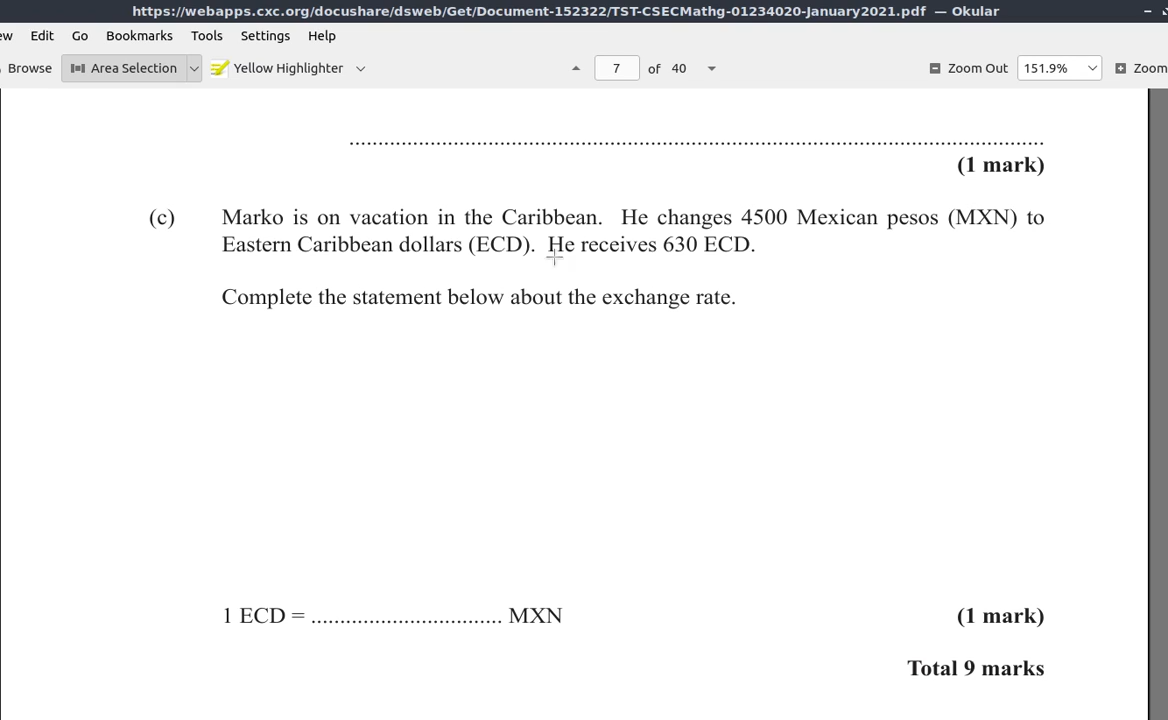 https://webapps.cxc.org/docushare/dsweb/Get/Document-152322/TST-CSECMathg-01234020-January2021.pdf — Okular
ew Edit Go Bookmarks Tools Settings Help
Browse Area Selection Yellow Highlighter 7 of 40 Zoom Out 151.9% Zoom
................................................................................................................
(1 mark)
(c) Marko is on vacation in the Caribbean. He changes 4500 Mexican pesos (MXN) to
Eastern Caribbean dollars (ECD). He receives 630 ECD.
Complete the statement below about the exchange rate.
1 ECD = ................................ MXN (1 mark)
Total 9 marks